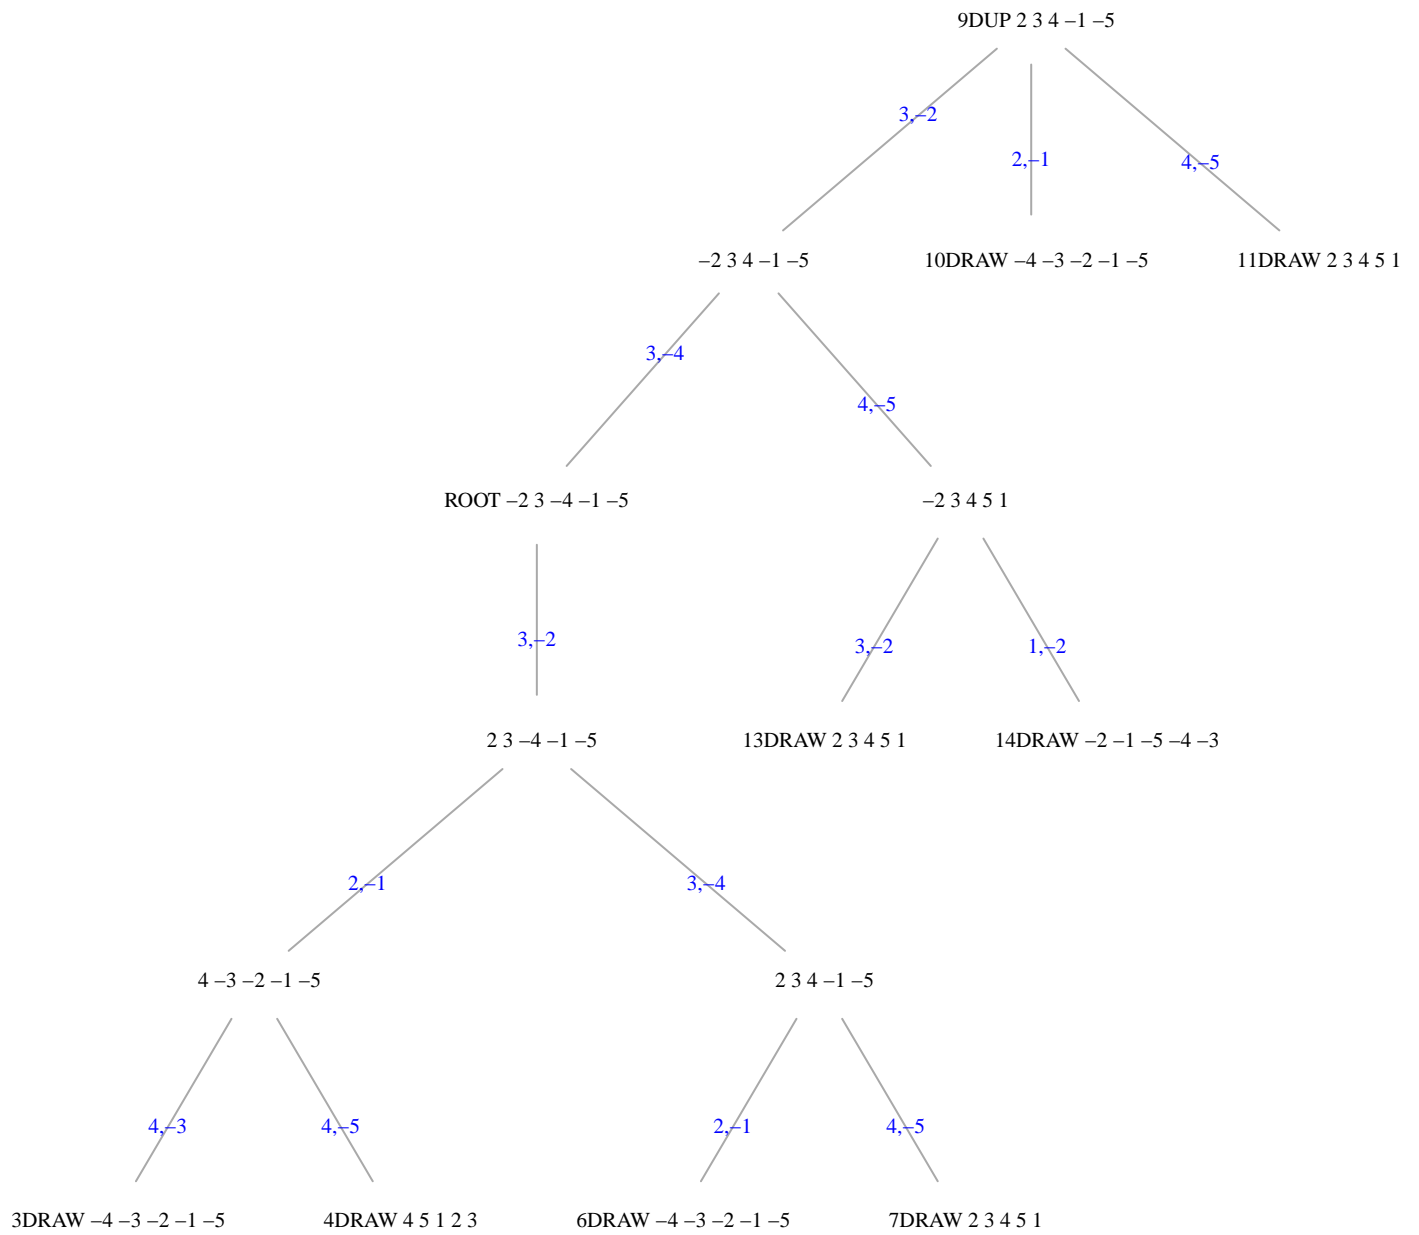 9DUP 2 3 4 –1 –5
3,–2
2,–1
4,–5
–2 3 4 –1 –5
10DRAW –4 –3 –2 –1 –5
11DRAW 2 3 4 5 1
3,–4
4,–5
ROOT –2 3 –4 –1 –5
–2 3 4 5 1
3,–2
3,–2
1,–2
2 3 –4 –1 –5
13DRAW 2 3 4 5 1
14DRAW –2 –1 –5 –4 –3
2,–1
3,–4
4 –3 –2 –1 –5
2 3 4 –1 –5
4,–3
4,–5
2,–1
4,–5
3DRAW –4 –3 –2 –1 –5
4DRAW 4 5 1 2 3
6DRAW –4 –3 –2 –1 –5
7DRAW 2 3 4 5 1